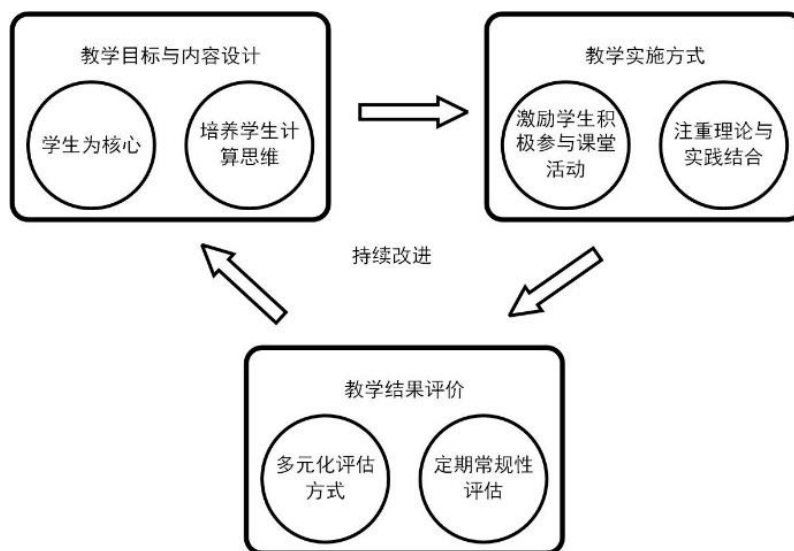 教学目标与内容设计
学生为核心
培养学生计
算思维
教学实施方式
激励学生积
极参与课堂
活动
注重理论与
实践结合
持续改进
教学结果评价
多元化评估
方式
定期常规性
评估